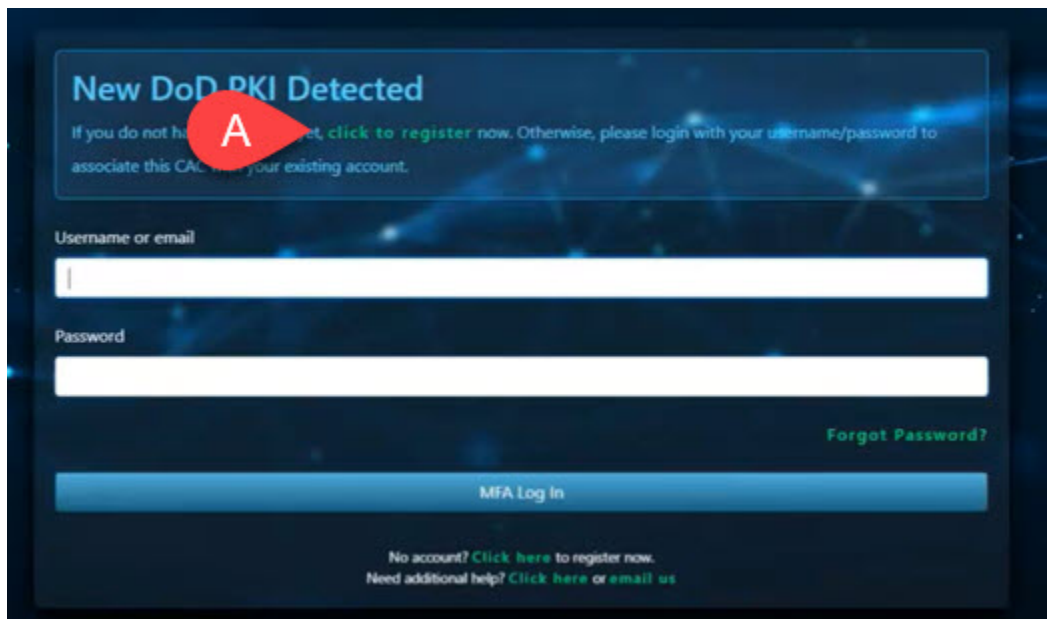 New DoD PKI Detected
If you do not et, click to register now. Otherwise, please login with your username/password to
A
associate this CAC your existing account.
Username or email
Password
Forgot Password?
MFA Log In
No account? Click here to register now.
Need additional help? Click here or email us